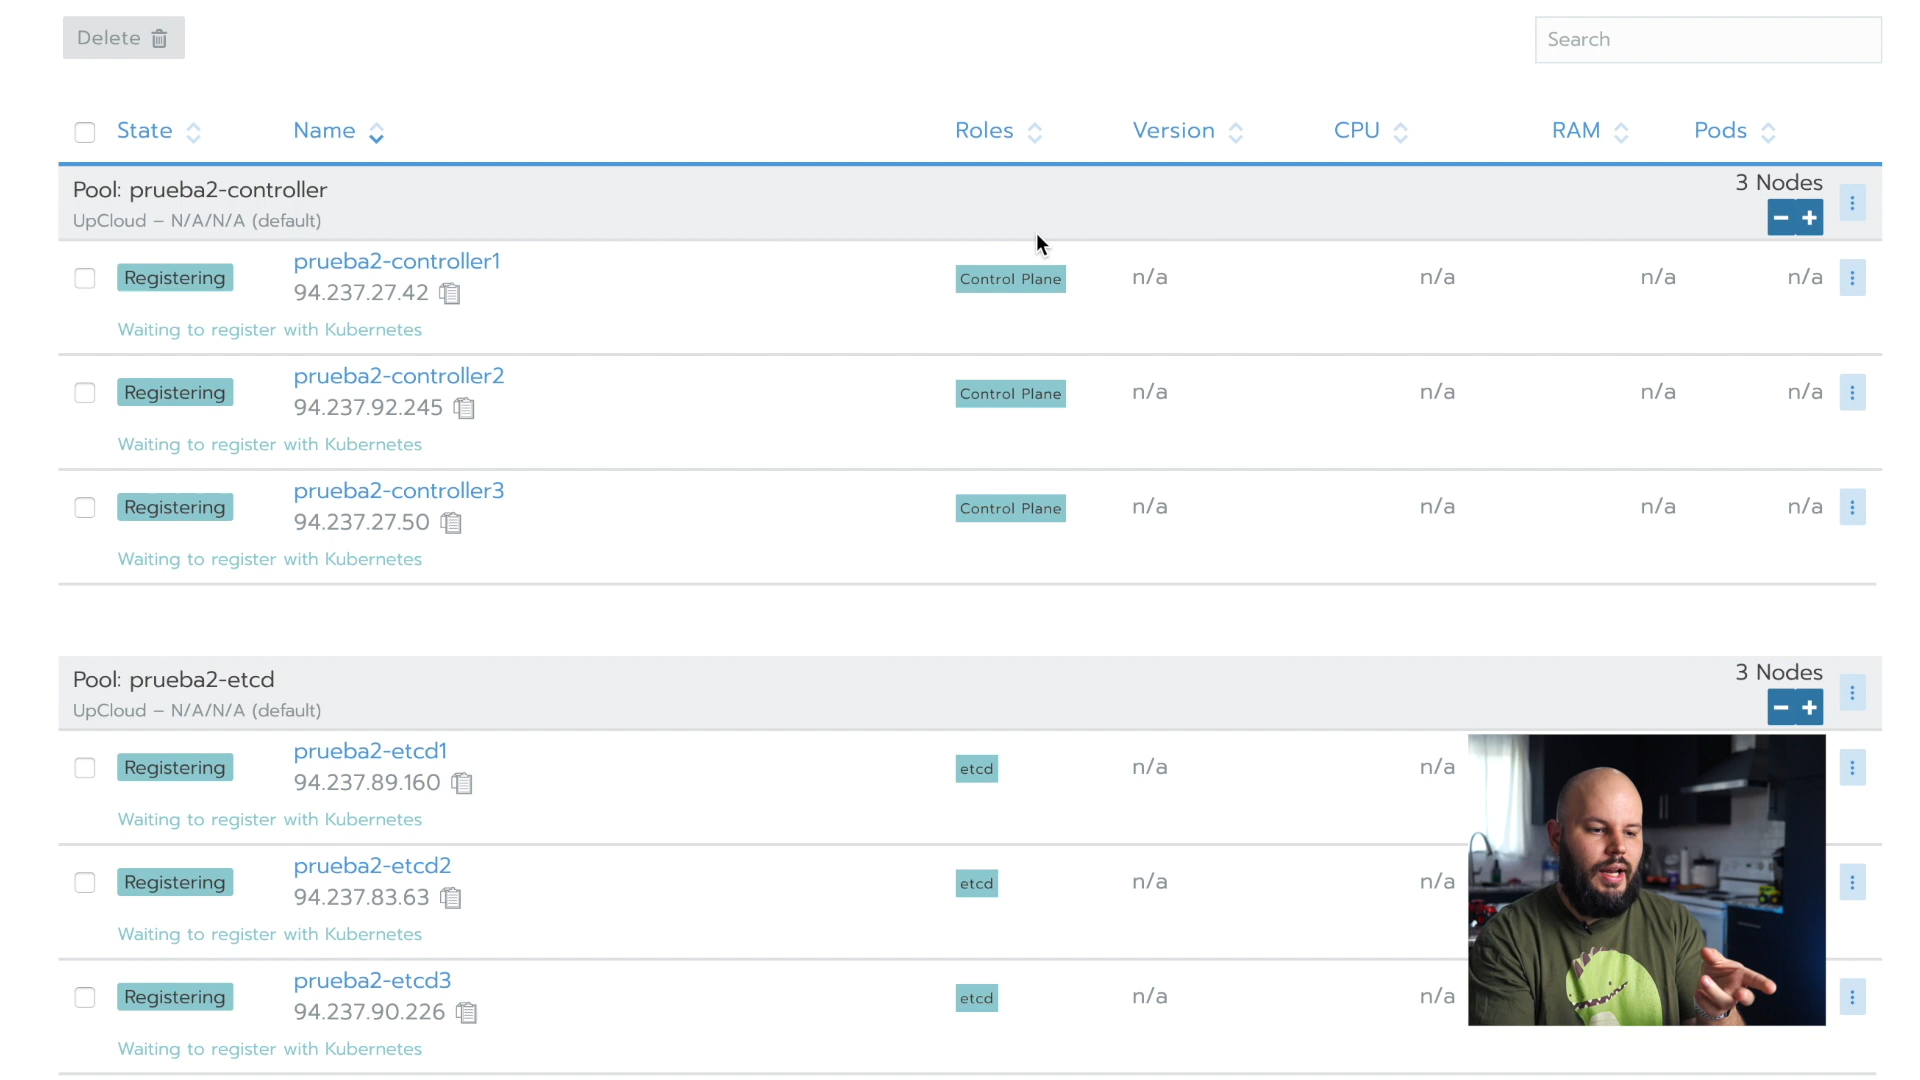 Delete
Search
State Name Roles Version CPU RAM Pods
Pool: prueba2-controller 3 Nodes
UpCloud – N/A/N/A (default)
Registering prueba2-controller1 Control Plane n/a n/a n/a n/a
94.237.27.42
Waiting to register with Kubernetes
Registering prueba2-controller2 Control Plane n/a n/a n/a n/a
94.237.92.245
Waiting to register with Kubernetes
Registering prueba2-controller3 Control Plane n/a n/a n/a n/a
94.237.27.50
Waiting to register with Kubernetes
Pool: prueba2-etcd 3 Nodes
UpCloud – N/A/N/A (default)
Registering prueba2-etcd1 etcd n/a n/a
94.237.89.160
Waiting to register with Kubernetes
Registering prueba2-etcd2 etcd n/a n/a
94.237.83.63
Waiting to register with Kubernetes
Registering prueba2-etcd3 etcd n/a n/a
94.237.90.226
Waiting to register with Kubernetes